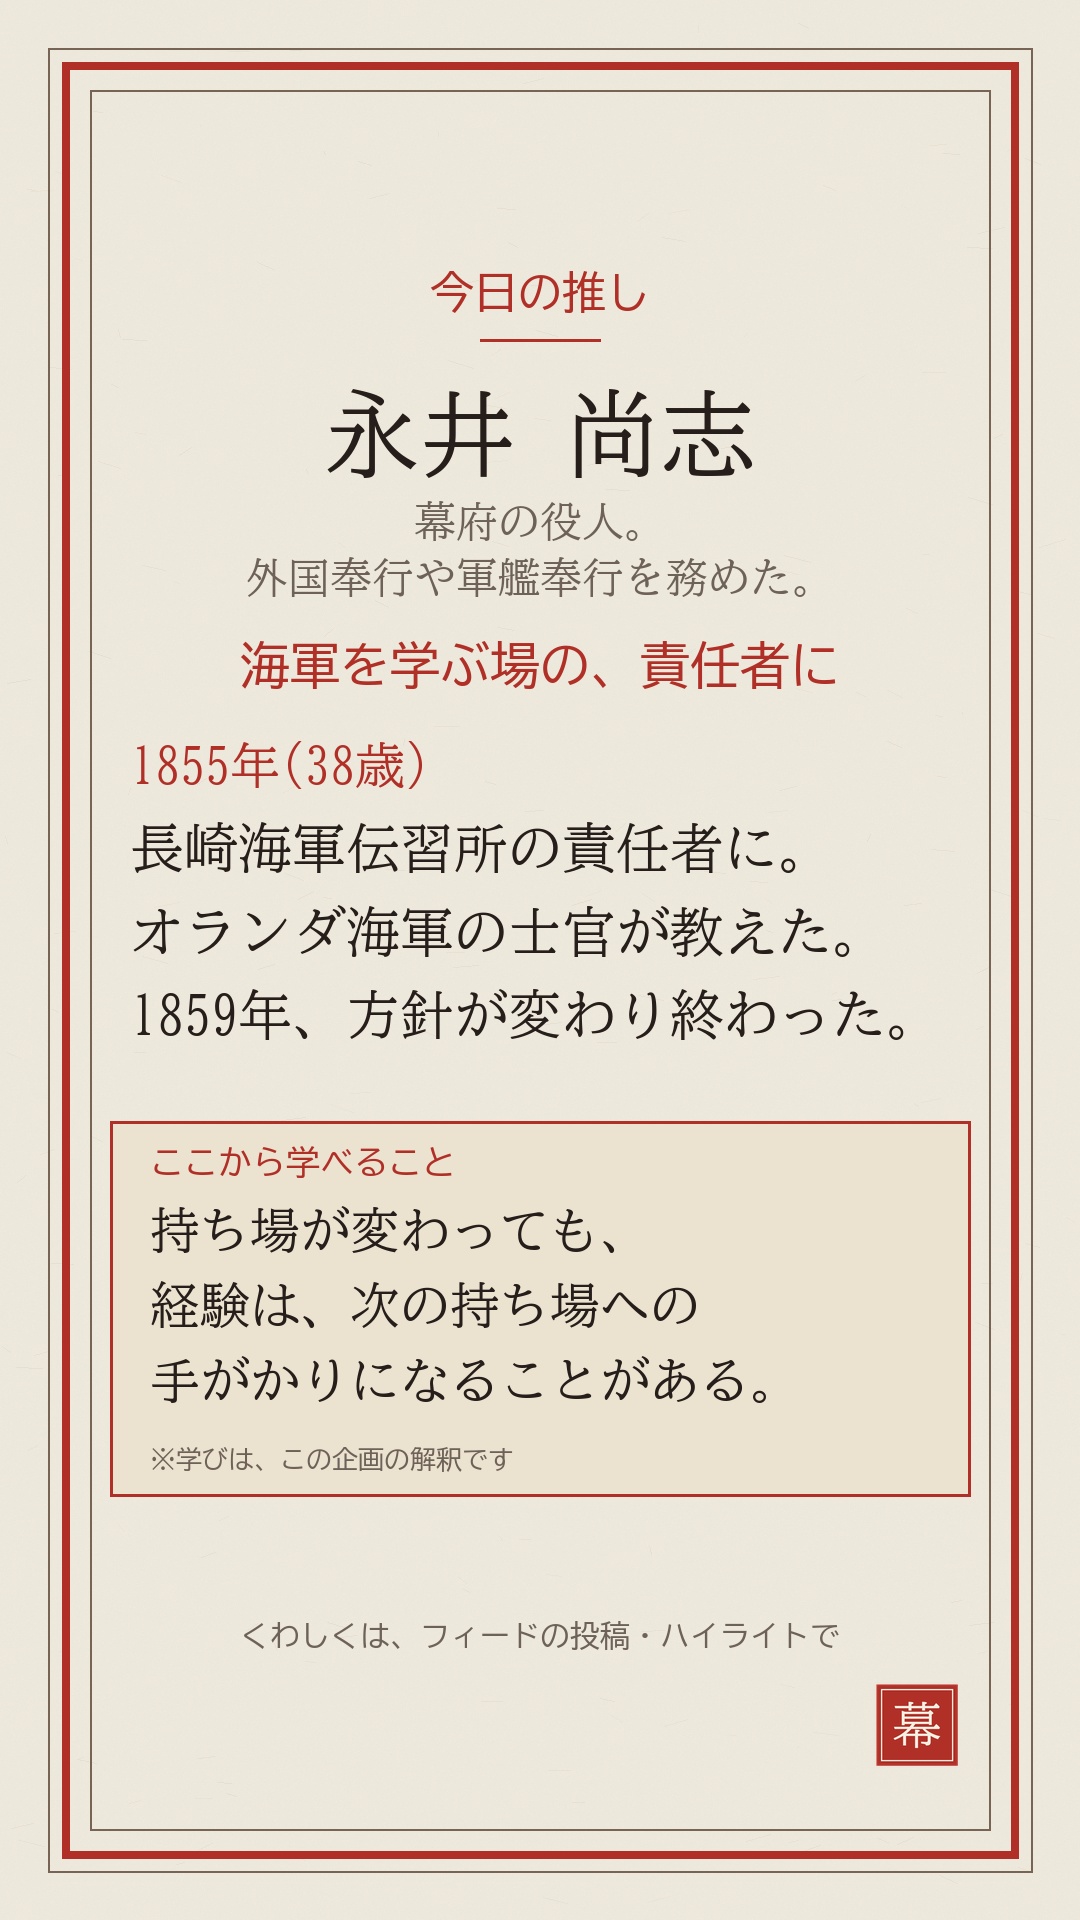 今日の推し
永井 尚志
幕府の役人。
外国奉行や軍艦奉行を務めた。
海軍を学ぶ場の、責任者に
1855年(38歳)
長崎海軍伝習所の責任者に。
オランダ海軍の士官が教えた。
1859年、方針が変わり終わった。
ここから学べること
持ち場が変わっても、
経験は、次の持ち場への
手がかりになることがある。
※学びは、この企画の解釈です
くわしくは、フィードの投稿・ハイライトで
幕